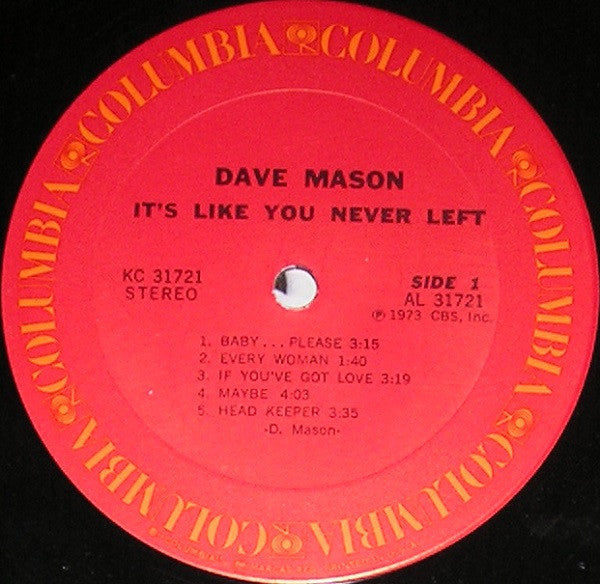 COLUMBIA COLUMBIA COLUMBIA COLUMBIA COLUMBIA COLUMBIA
DAVE MASON
IT'S LIKE YOU NEVER LEFT
KC 31721
STEREO
SIDE 1
AL 31721
Ⓟ 1973 CBS, Inc.
1. BABY...PLEASE 3:15
2. EVERY WOMAN 1:40
3. IF YOU'VE GOT LOVE 3:19
4. MAYBE 4:03
5. HEAD KEEPER 3:35
-D. Mason-